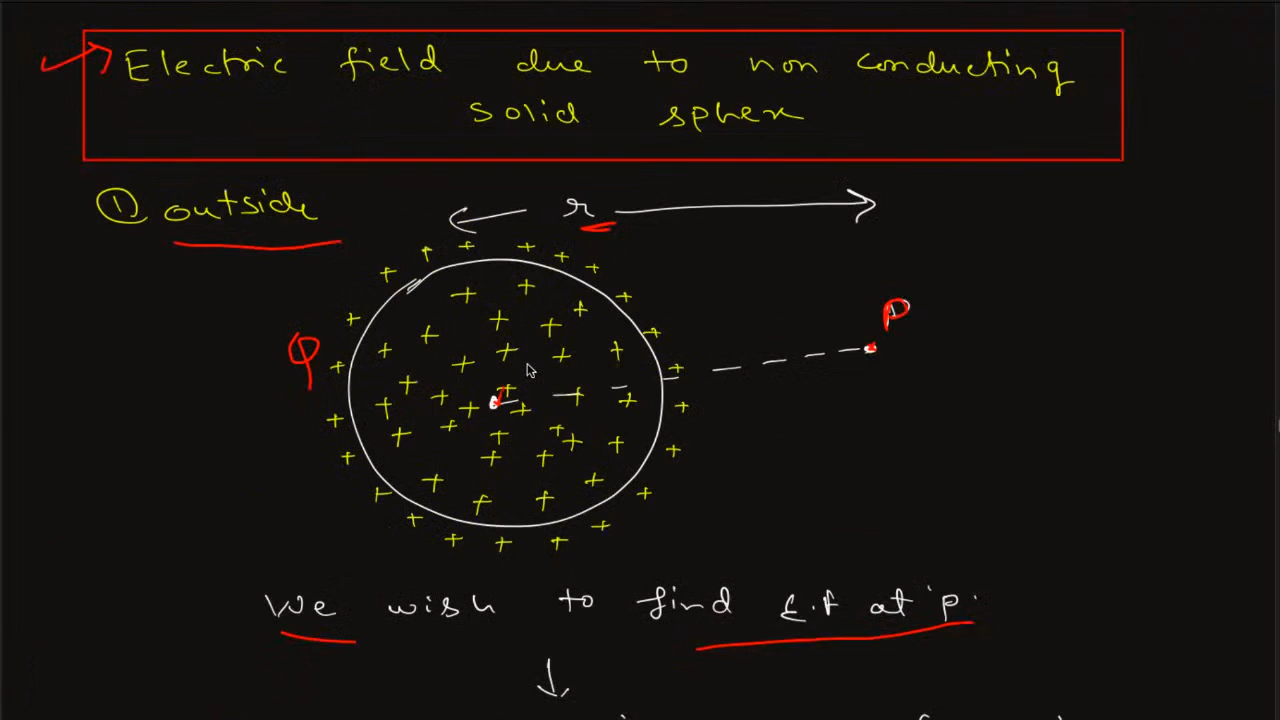 Electric field due to non conducting
solid sphere
① outside
r
P
φ
We wish to find E.F at 'p.